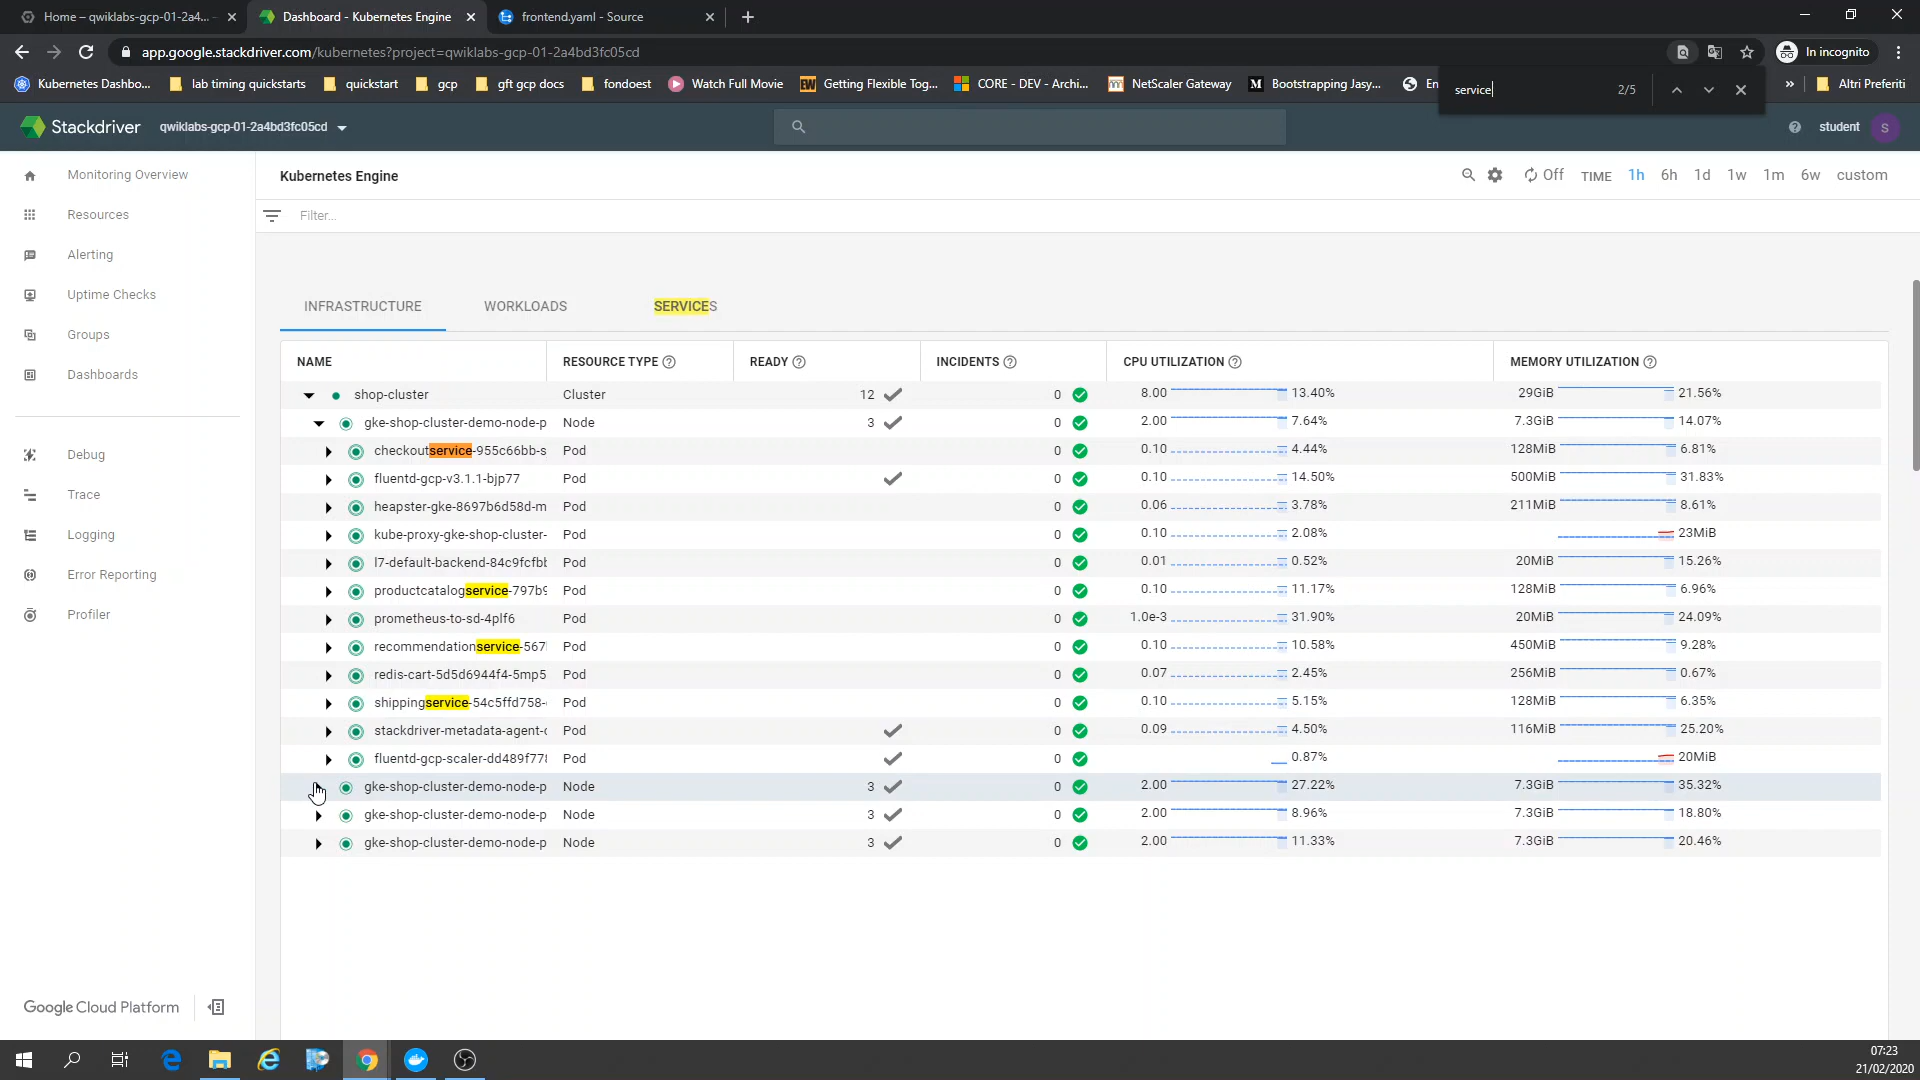 Home – qwiklabs-gcp-01-2a4...
Dashboard - Kubernetes Engine
frontend.yaml - Source
app.google.stackdriver.com/kubernetes?project=qwiklabs-gcp-01-2a4bd3fc05cd
In incognito
Kubernetes Dashbo...
lab timing quickstarts
quickstart
gcp
gft gcp docs
fondoest
Watch Full Movie
EW
Getting Flexible Tog...
CORE - DEV - Archi...
NetScaler Gateway
M
Bootstrapping Jasy,...
En
service
2/5
»
Altri Preferiti
Stackdriver
qwiklabs-gcp-01-2a4bd3fc05cd
student
S
Monitoring Overview
Resources
Alerting
Uptime Checks
Groups
Dashboards
Debug
Trace
Logging
Error Reporting
Profiler
Google Cloud Platform
Kubernetes Engine
Off
TIME
1h 6h 1d 1w 1m 6w custom
Filter...
INFRASTRUCTURE WORKLOADS SERVICES
NAME RESOURCE TYPE READY INCIDENTS CPU UTILIZATION MEMORY UTILIZATION
shop-cluster Cluster 12 0 8.00 13.40% 29GiB 21.56%
gke-shop-cluster-demo-node-p Node 3 0 2.00 7.64% 7.3GiB 14.07%
checkoutservice-955c66bb-s Pod 0 0.10 4.44% 128MiB 6.81%
fluentd-gcp-v3.1.1-bjp77 Pod 0 0.10 14.50% 500MiB 31.83%
heapster-gke-8697b6d58d-m Pod 0 0.06 3.78% 211MiB 8.61%
kube-proxy-gke-shop-cluster- Pod 0 0.10 2.08% 23MiB
l7-default-backend-84c9fcfbb Pod 0 0.01 0.52% 20MiB 15.26%
productcatalogservice-797b9 Pod 0 0.10 11.17% 128MiB 6.96%
prometheus-to-sd-4plf6 Pod 0 1.0e-3 31.90% 20MiB 24.09%
recommendationservice-567 Pod 0 0.10 10.58% 450MiB 9.28%
redis-cart-5d5d6944f4-5mp5 Pod 0 0.07 2.45% 256MiB 0.67%
shippingservice-54c5ffd758- Pod 0 0.10 5.15% 128MiB 6.35%
stackdriver-metadata-agent-c Pod 0 0.09 4.50% 116MiB 25.20%
fluentd-gcp-scaler-dd489f778 Pod 0 0.87% 20MiB
gke-shop-cluster-demo-node-p Node 3 0 2.00 27.22% 7.3GiB 35.32%
gke-shop-cluster-demo-node-p Node 3 0 2.00 8.96% 7.3GiB 18.80%
gke-shop-cluster-demo-node-p Node 3 0 2.00 11.33% 7.3GiB 20.46%
07:23
21/02/2020